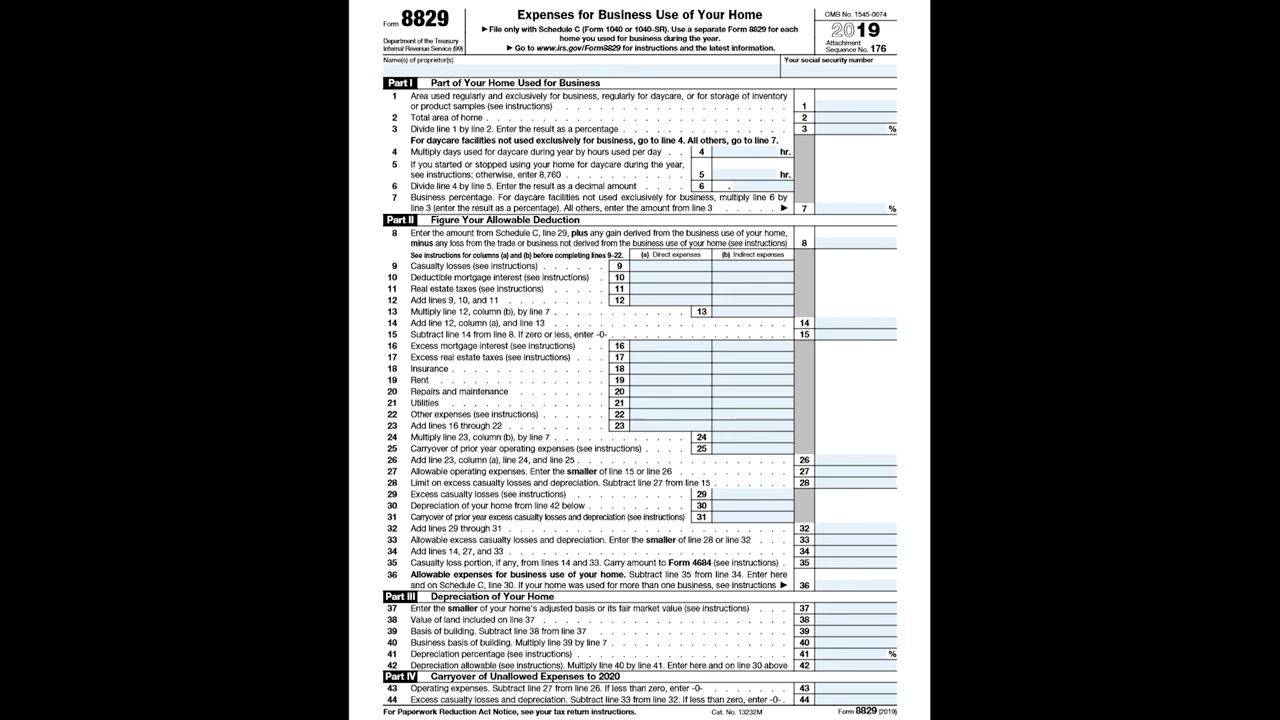 Form 8829
Department of the Treasury
Internal Revenue Service (99)
Expenses for Business Use of Your Home
▶ File only with Schedule C (Form 1040 or 1040-SR). Use a separate Form 8829 for each
home you used for business during the year.
▶ Go to www.irs.gov/Form8829 for instructions and the latest information.
OMB No. 1545-0074
2019
Attachment
Sequence No. 176
Name(s) of proprietor(s)
Your social security number
Part I Part of Your Home Used for Business
1 Area used regularly and exclusively for business, regularly for daycare, or for storage of inventory
or product samples (see instructions) . . . 1
2 Total area of home . . . 2
3 Divide line 1 by line 2. Enter the result as a percentage . . . 3 %
For daycare facilities not used exclusively for business, go to line 4. All others, go to line 7.
4 Multiply days used for daycare during year by hours used per day . . 4 hr.
5 If you started or stopped using your home for daycare during the year,
see instructions; otherwise, enter 8,760 . . . 5 hr.
6 Divide line 4 by line 5. Enter the result as a decimal amount . . . 6 .
7 Business percentage. For daycare facilities not used exclusively for business, multiply line 6 by
line 3 (enter the result as a percentage). All others, enter the amount from line 3 . . . ▶ 7 %
Part II Figure Your Allowable Deduction
8 Enter the amount from Schedule C, line 29, plus any gain derived from the business use of your home,
minus any loss from the trade or business not derived from the business use of your home (see instructions) 8
See instructions for columns (a) and (b) before completing lines 9–22. (a) Direct expenses (b) Indirect expenses
9 Casualty losses (see instructions) . . . 9
10 Deductible mortgage interest (see instructions) . 10
11 Real estate taxes (see instructions) . . . 11
12 Add lines 9, 10, and 11 . . . 12
13 Multiply line 12, column (b), by line 7 . . . 13
14 Add line 12, column (a), and line 13 . . . 14
15 Subtract line 14 from line 8. If zero or less, enter -0- . . . 15
16 Excess mortgage interest (see instructions) . . 16
17 Excess real estate taxes (see instructions) . . . 17
18 Insurance . . . 18
19 Rent . . . 19
20 Repairs and maintenance . . . 20
21 Utilities . . . 21
22 Other expenses (see instructions) . . . 22
23 Add lines 16 through 22 . . . 23
24 Multiply line 23, column (b), by line 7 . . . 24
25 Carryover of prior year operating expenses (see instructions) . . . 25
26 Add line 23, column (a), line 24, and line 25 . . . 26
27 Allowable operating expenses. Enter the smaller of line 15 or line 26 . . . 27
28 Limit on excess casualty losses and depreciation. Subtract line 27 from line 15 . . . 28
29 Excess casualty losses (see instructions) . . . 29
30 Depreciation of your home from line 42 below . . . 30
31 Carryover of prior year excess casualty losses and depreciation (see instructions) 31
32 Add lines 29 through 31 . . . 32
33 Allowable excess casualty losses and depreciation. Enter the smaller of line 28 or line 32 . . . 33
34 Add lines 14, 27, and 33 . . . 34
35 Casualty loss portion, if any, from lines 14 and 33. Carry amount to Form 4684 (see instructions) . 35
36 Allowable expenses for business use of your home. Subtract line 35 from line 34. Enter here
and on Schedule C, line 30. If your home was used for more than one business, see instructions ▶ 36
Part III Depreciation of Your Home
37 Enter the smaller of your home's adjusted basis or its fair market value (see instructions) . . . 37
38 Value of land included on line 37 . . . 38
39 Basis of building. Subtract line 38 from line 37 . . . 39
40 Business basis of building. Multiply line 39 by line 7 . . . 40
41 Depreciation percentage (see instructions) . . . 41 %
42 Depreciation allowable (see instructions). Multiply line 40 by line 41. Enter here and on line 30 above 42
Part IV Carryover of Unallowed Expenses to 2020
43 Operating expenses. Subtract line 27 from line 26. If less than zero, enter -0- . . . 43
44 Excess casualty losses and depreciation. Subtract line 33 from line 32. If less than zero, enter -0- . 44
For Paperwork Reduction Act Notice, see your tax return instructions. Cat. No. 13232M Form 8829 (2019)